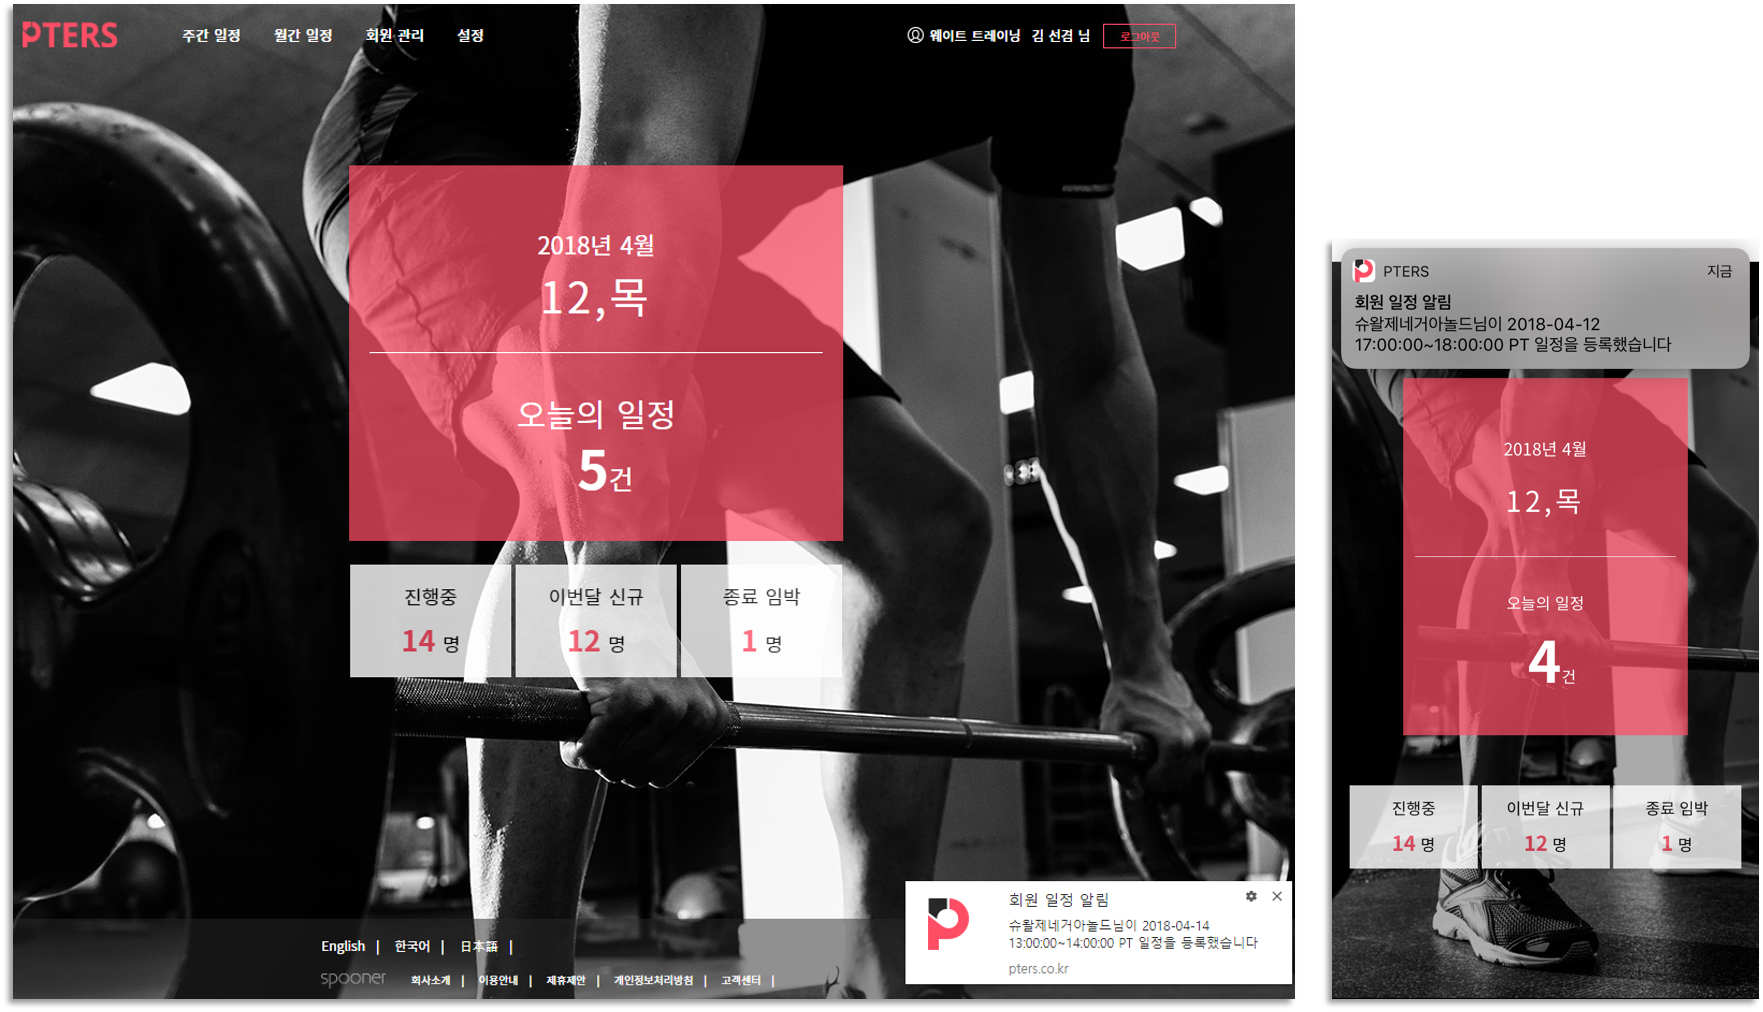 PTERS
주간 일정 월간 일정 회원 관리 설정
웨이트 트레이닝 김 선겸 님 로그아웃
2018년 4월
12,목
오늘의 일정
5건
진행중 이번달 신규 종료 임박
14 명 12 명 1 명
회원 일정 알림
슈왈제네거아놀드님이 2018-04-14
13:00:00~14:00:00 PT 일정을 등록했습니다
pters.co.kr
English | 한국어 | 日本語 |
spooner 회사소개 | 이용안내 | 제휴제안 | 개인정보처리방침 | 고객센터 |
PTERS 지금
회원 일정 알림
슈왈제네거아놀드님이 2018-04-12
17:00:00~18:00:00 PT 일정을 등록했습니다
2018년 4월
12,목
오늘의 일정
4건
진행중 이번달 신규 종료 임박
14 명 12 명 1 명